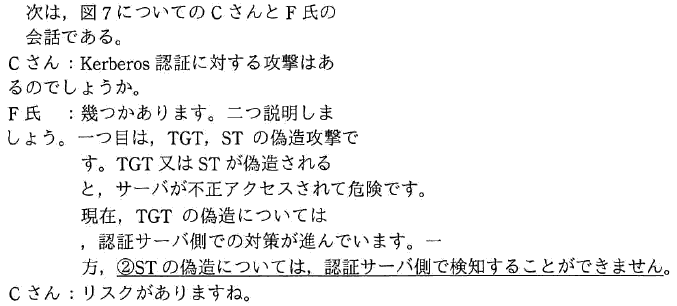 次は，図7についてのCさんとF氏の
会話である。
Cさん：Kerberos 認証に対する攻撃はあ
るのでしょうか。
F氏　：幾つかあります。二つ説明しま
しょう。一つ目は，TGT，ST の偽造攻撃で
す。TGT 又は ST が偽造される
と，サーバが不正アクセスされて危険です。
現在，TGT の偽造については
，認証サーバ側での対策が進んでいます。一
方，②ST の偽造については，認証サーバ側で検知することができません。
Cさん：リスクがありますね。